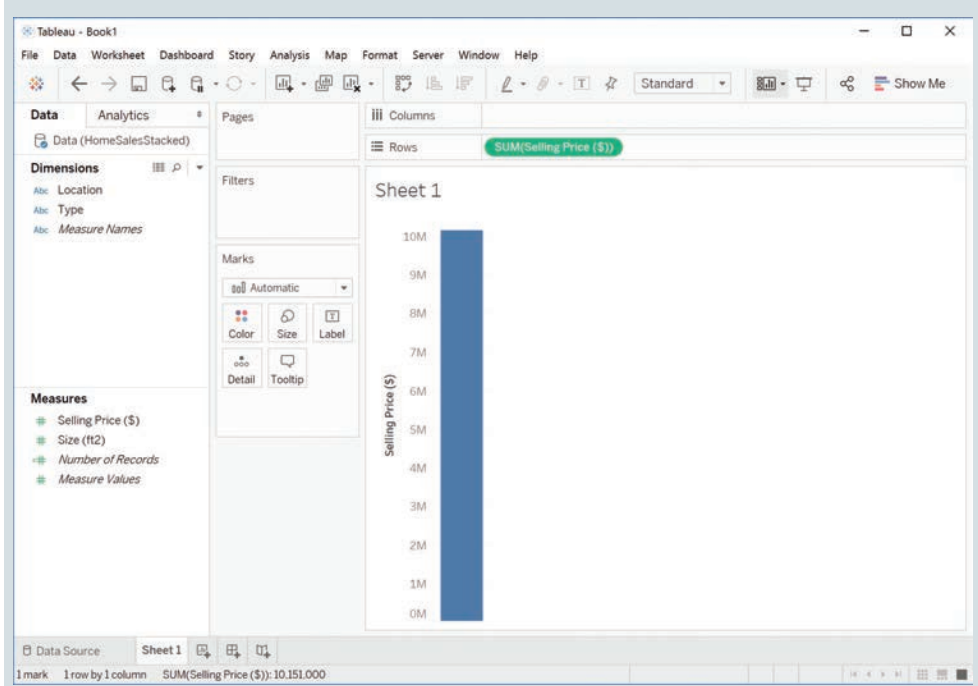 Tableau - Book1
File Data Worksheet Dashboard Story Analysis Map Format Server Window Help
Standard
Show Me
Data Analytics
Data (HomeSalesStacked)
Dimensions
Abc Location
Abc Type
Abc Measure Names
Measures
Selling Price ($)
Size (ft2)
Number of Records
Measure Values
Pages
Filters
Marks
Automatic
Color Size Label
Detail Tooltip
Columns
Rows SUM(Selling Price ($))
Sheet 1
Selling Price ($)
10M
9M
8M
7M
6M
5M
4M
3M
2M
1M
0M
Data Source Sheet 1
1 mark 1 row by 1 column SUM(Selling Price ($)): 10,151,000